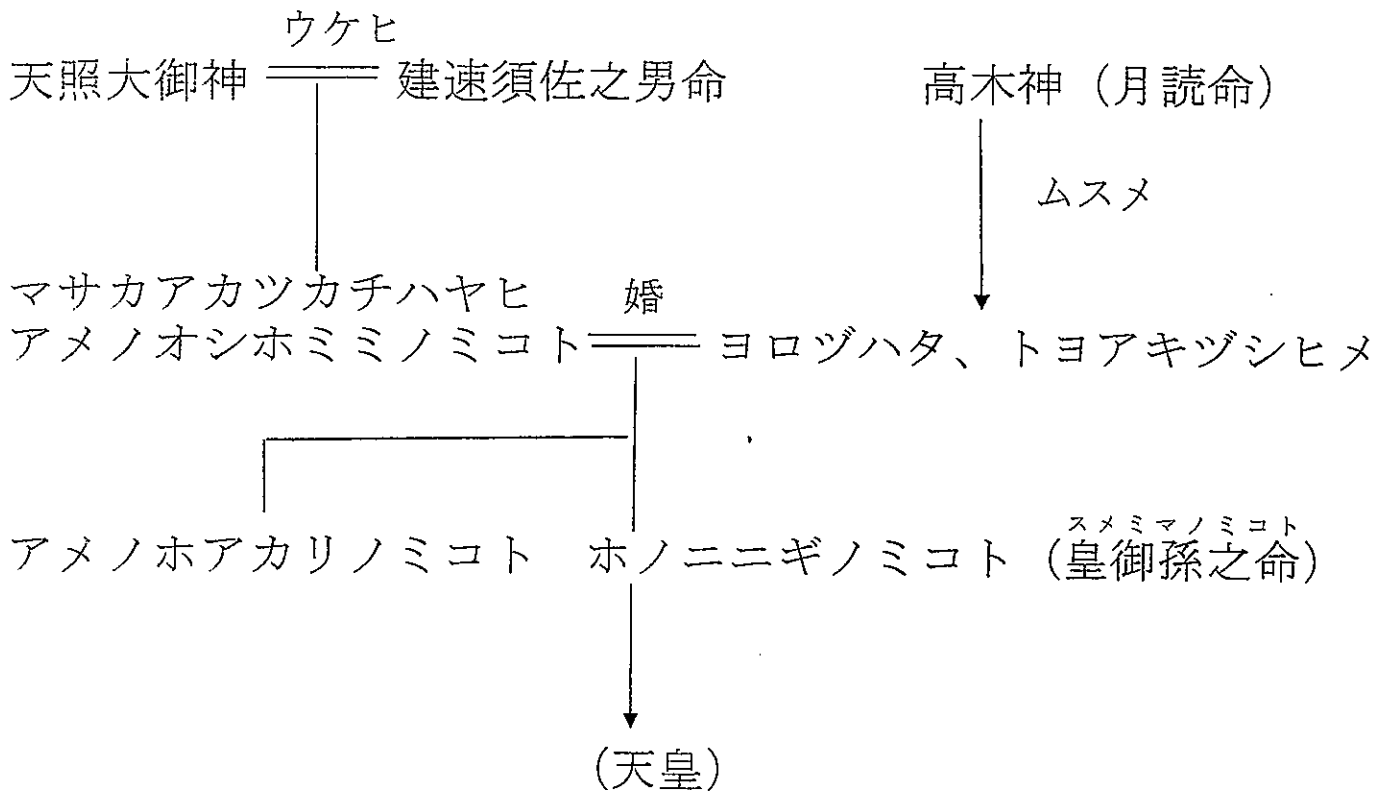 ウケヒ
天照大御神 建速須佐之男命 高木神（月読命）
ムスメ
マサカアカツカチハヤヒ 婚
アメノオシホミミノミコト ヨロヅハタ、トヨアキヅシヒメ
スメミマノミコト
アメノホアカリノミコト ホノニニギノミコト（皇御孫之命）
（天皇）